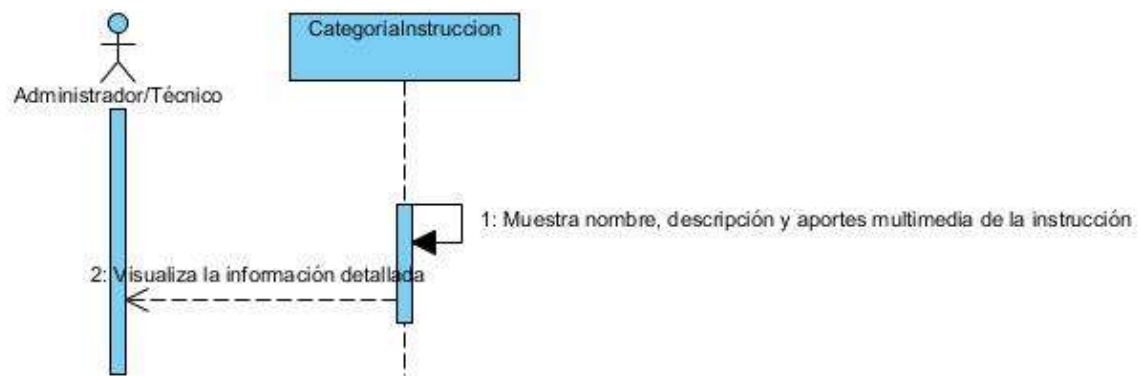 CategoríaInstruccion
Administrador/Técnico
1: Muestra nombre, descripción y aportes multimedia de la instrucción
2: Visualiza la información detallada